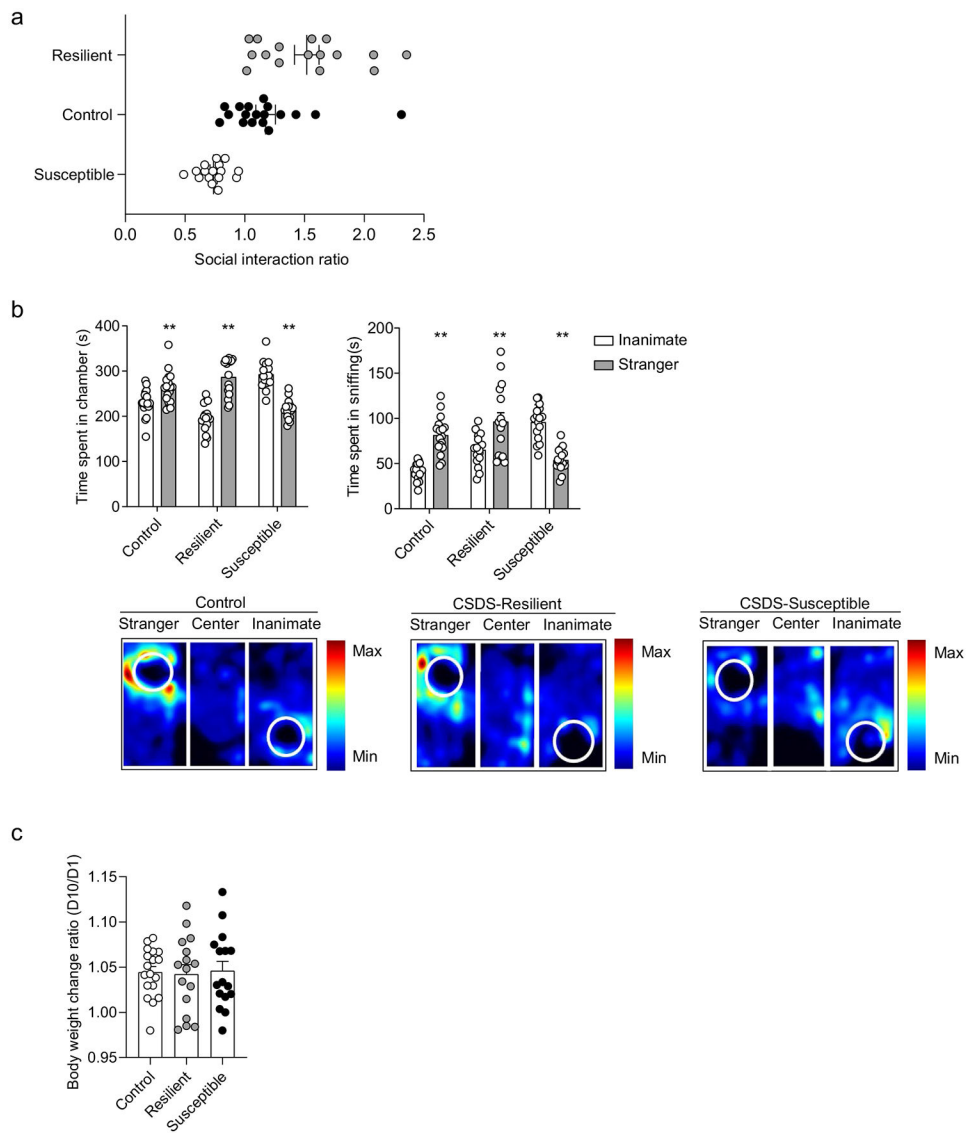 a
Resilient
Control
Susceptible
0.0 0.5 1.0 1.5 2.0 2.5
Social interaction ratio
b
Time spent in chamber (s)
400
300
200
100
0
** ** **
Control Resilient Susceptible
Time spent in sniffing(s)
200
150
100
50
0
** ** **
Control Resilient Susceptible
Inanimate
Stranger
Control
Stranger Center Inanimate
Max
Min
CSDS-Resilient
Stranger Center Inanimate
Max
Min
CSDS-Susceptible
Stranger Center Inanimate
Max
Min
c
Body weight change ratio (D10/D1)
1.15
1.10
1.05
1.00
0.95
Control Resilient Susceptible